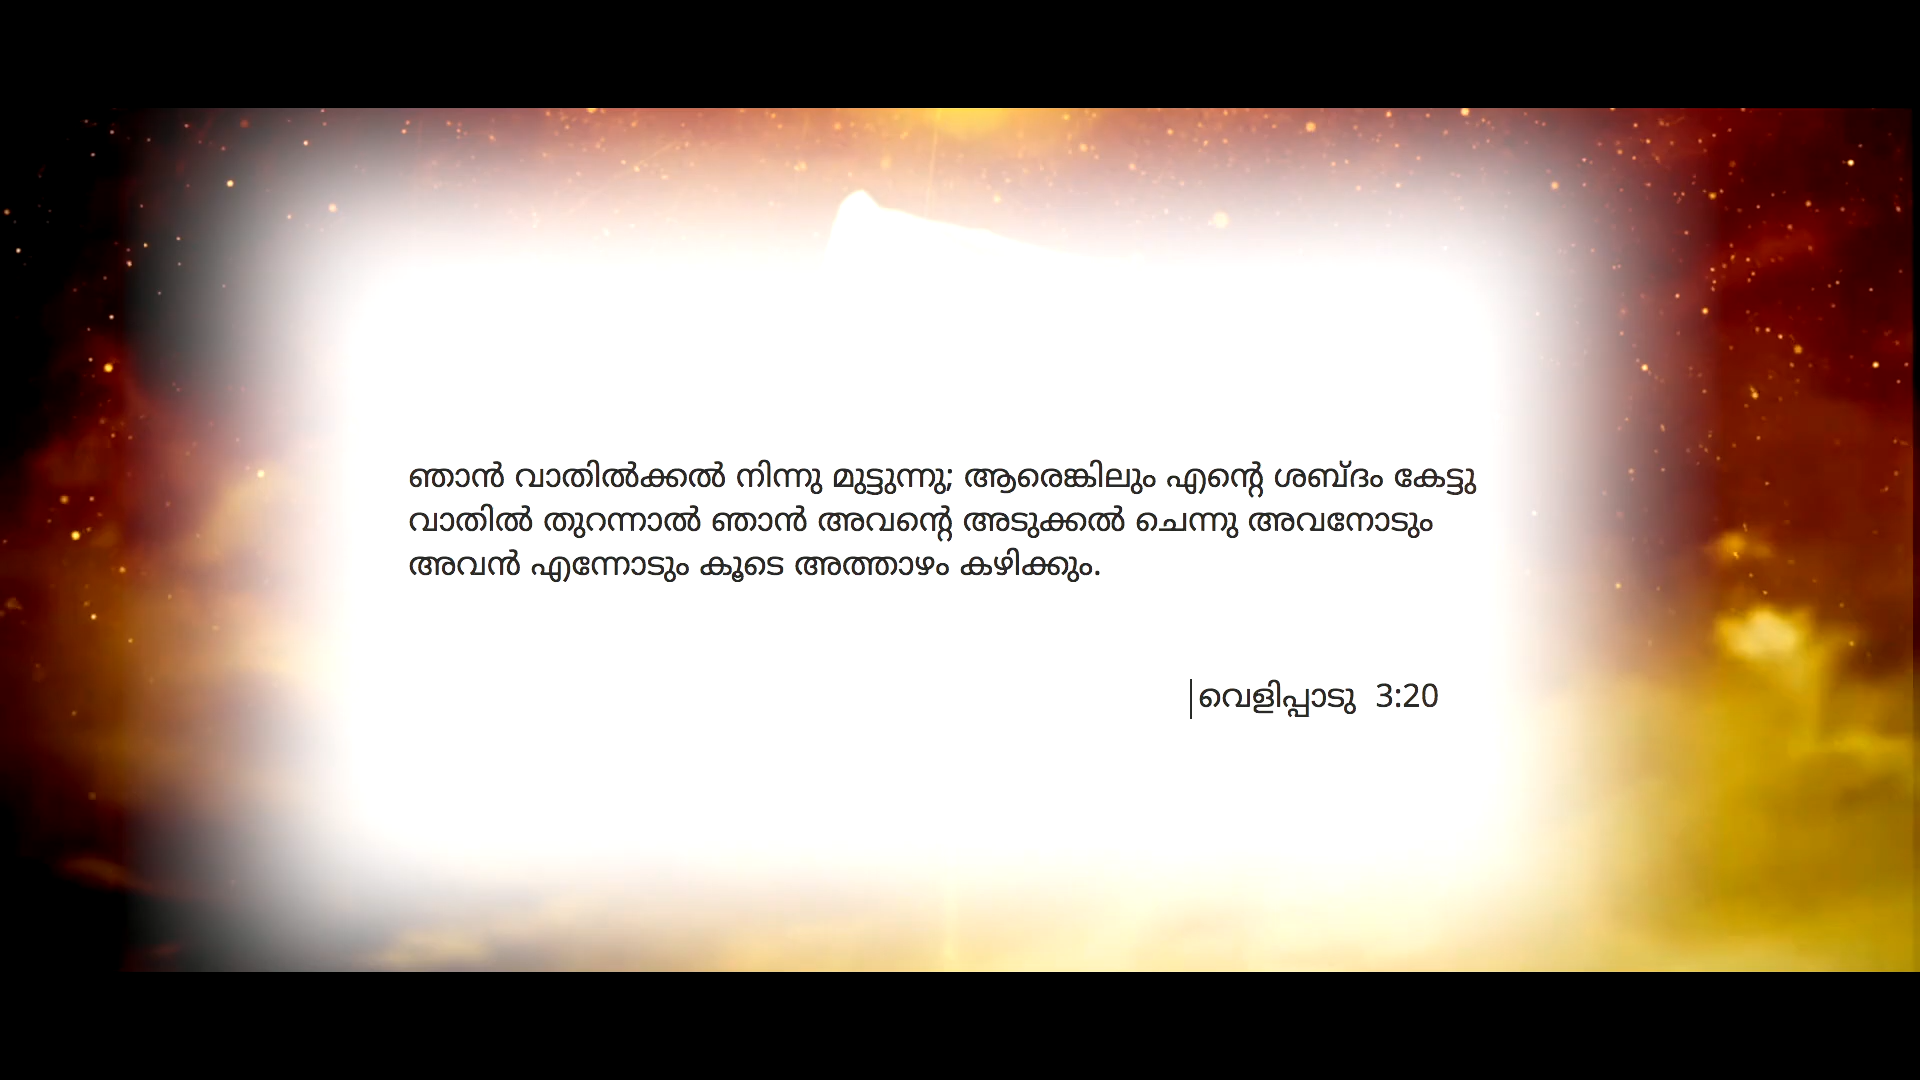 ഞാൻ വാതിൽക്കൽ നിന്നു മുട്ടുന്നു; ആരെങ്കിലും എന്റെ ശബ്ദം കേട്ടു
വാതിൽ തുറന്നാൽ ഞാൻ അവന്റെ അടുക്കൽ ചെന്നു അവനോടും
അവൻ എന്നോടും കൂടെ അത്താഴം കഴിക്കും.
|വെളിപ്പാടു 3:20